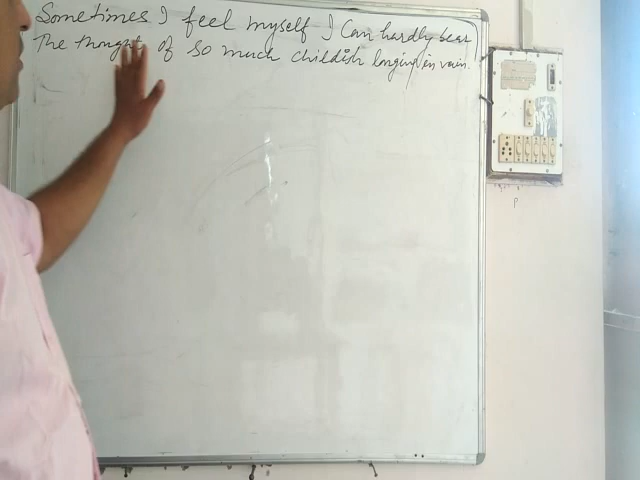 Sometimes I feel myself I can hardly bear
The thought of so much childish longing in vain.